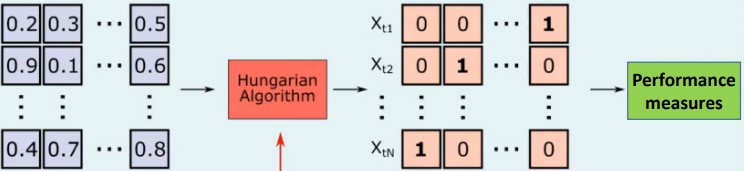 0.2 0.3 ⋯ 0.5
0.9 0.1 ⋯ 0.6
⋮ ⋮ ⋮
0.4 0.7 ⋯ 0.8
Hungarian
Algorithm
Xt1 0 0 ⋯ 1
Xt2 0 1 ⋯ 0
⋮ ⋮ ⋮ ⋮
XtN 1 0 ⋯ 0
Performance
measures